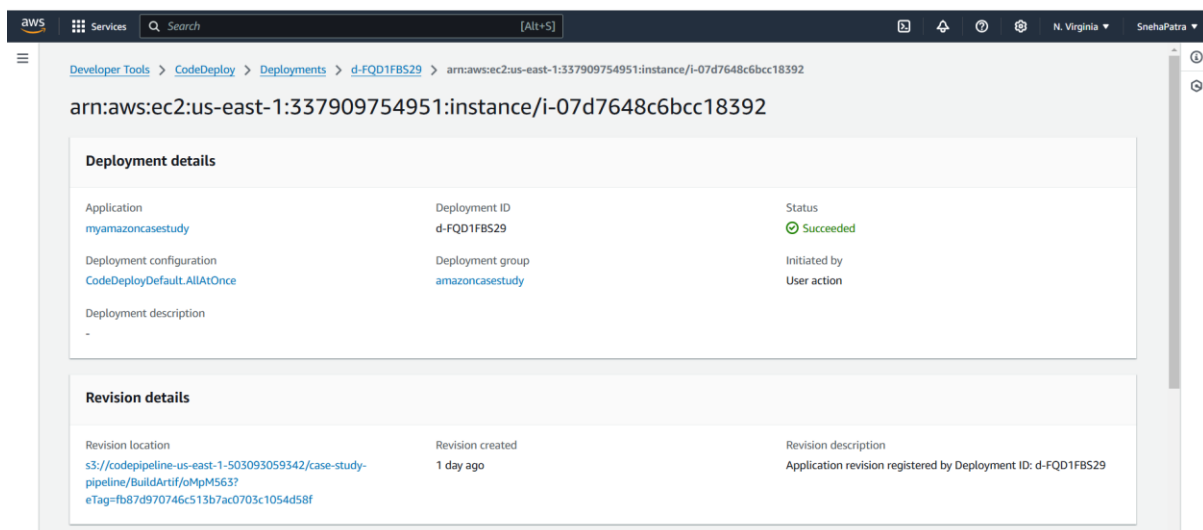 aws Services Search [Alt+S] N. Virginia SnehaPatra
Developer Tools > CodeDeploy > Deployments > d-FQD1FBS29 > arn:aws:ec2:us-east-1:337909754951:instance/i-07d7648c6bcc18392
arn:aws:ec2:us-east-1:337909754951:instance/i-07d7648c6bcc18392
Deployment details
Application
myamazoncasestudy
Deployment ID
d-FQD1FBS29
Status
Succeeded
Deployment configuration
CodeDeployDefault.AllAtOnce
Deployment group
amazoncasestudy
Initiated by
User action
Deployment description
-
Revision details
Revision location
s3://codepipeline-us-east-1-503093059342/case-study-
pipeline/BuildArtif/oMpM563?
eTag=fb87d970746c513b7ac0703c1054d58f
Revision created
1 day ago
Revision description
Application revision registered by Deployment ID: d-FQD1FBS29